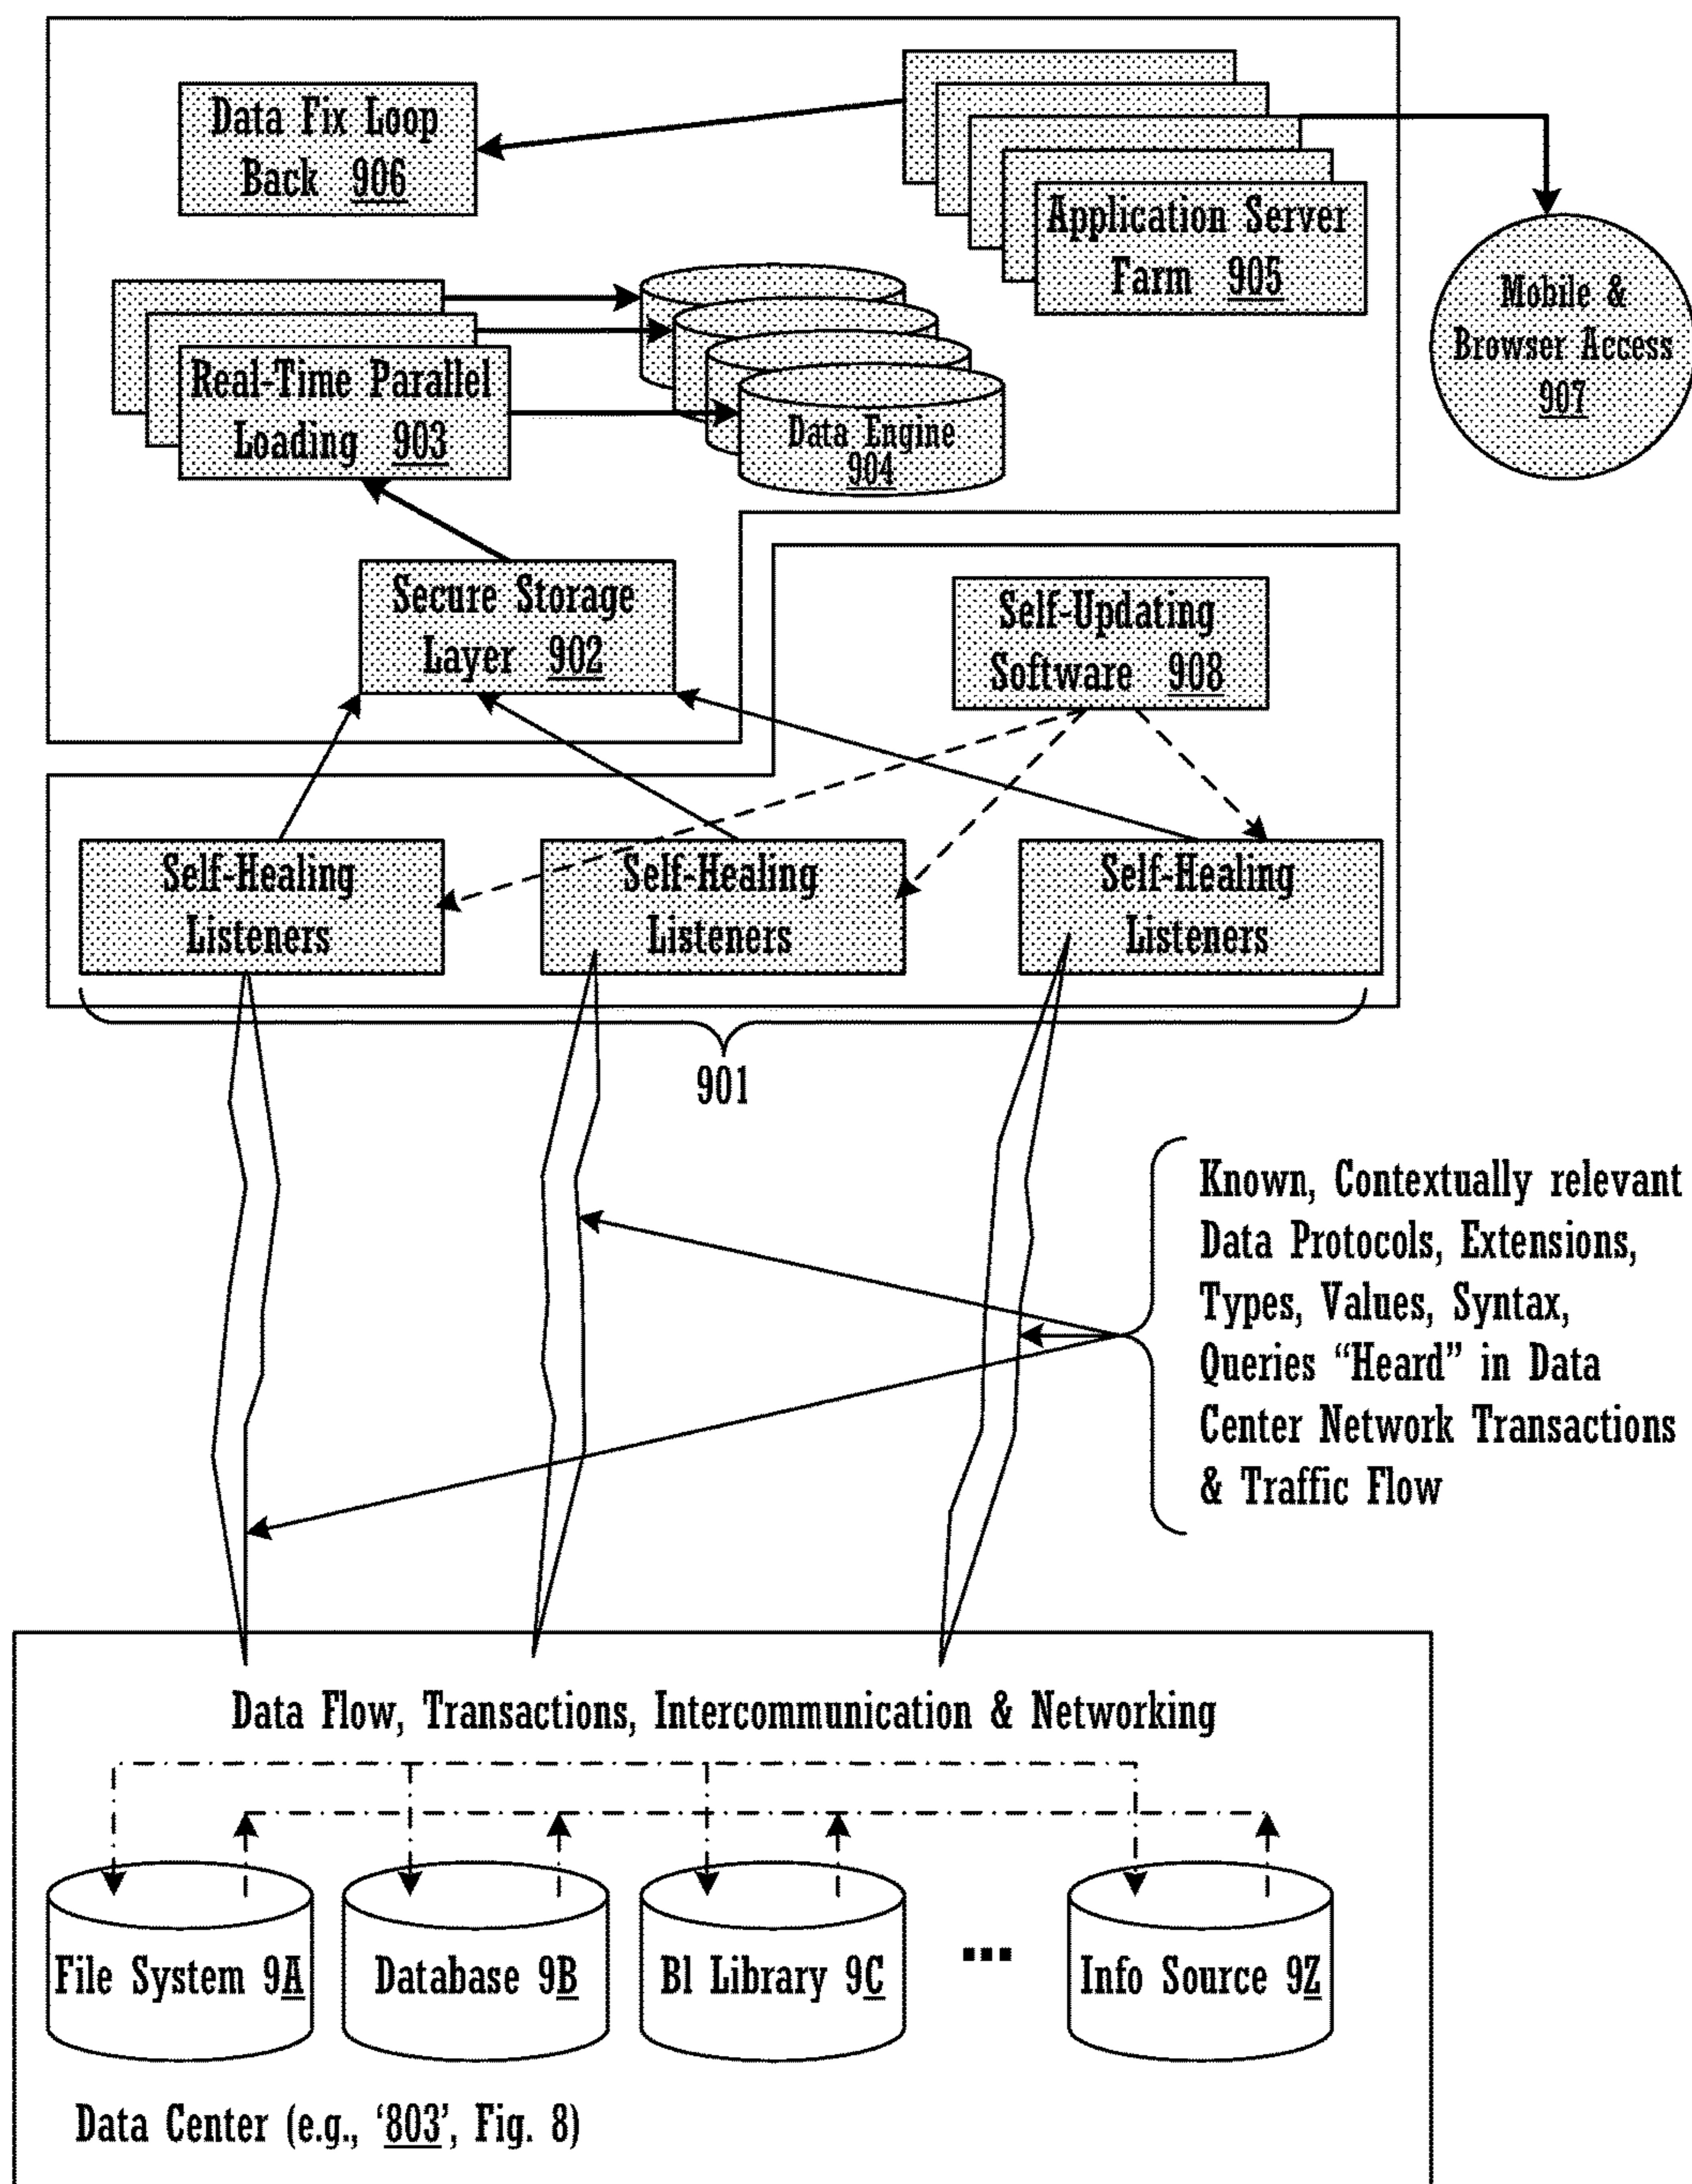 Data Fix Loop
Back 906
Application Server
Farm 905
Mobile &
Browser Access
907
Real-Time Parallel
Loading 903
Data Engine
904
Secure Storage
Layer 902
Self-Updating
Software 908
Self-Healing
Listeners
Self-Healing
Listeners
Self-Healing
Listeners
901
Known, Contextually relevant
Data Protocols, Extensions,
Types, Values, Syntax,
Queries “Heard” in Data
Center Network Transactions
& Traffic Flow
Data Flow, Transactions, Intercommunication & Networking
File System 9A
Database 9B
Bl Library 9C
...
Info Source 9Z
Data Center (e.g., ‘803’, Fig. 8)